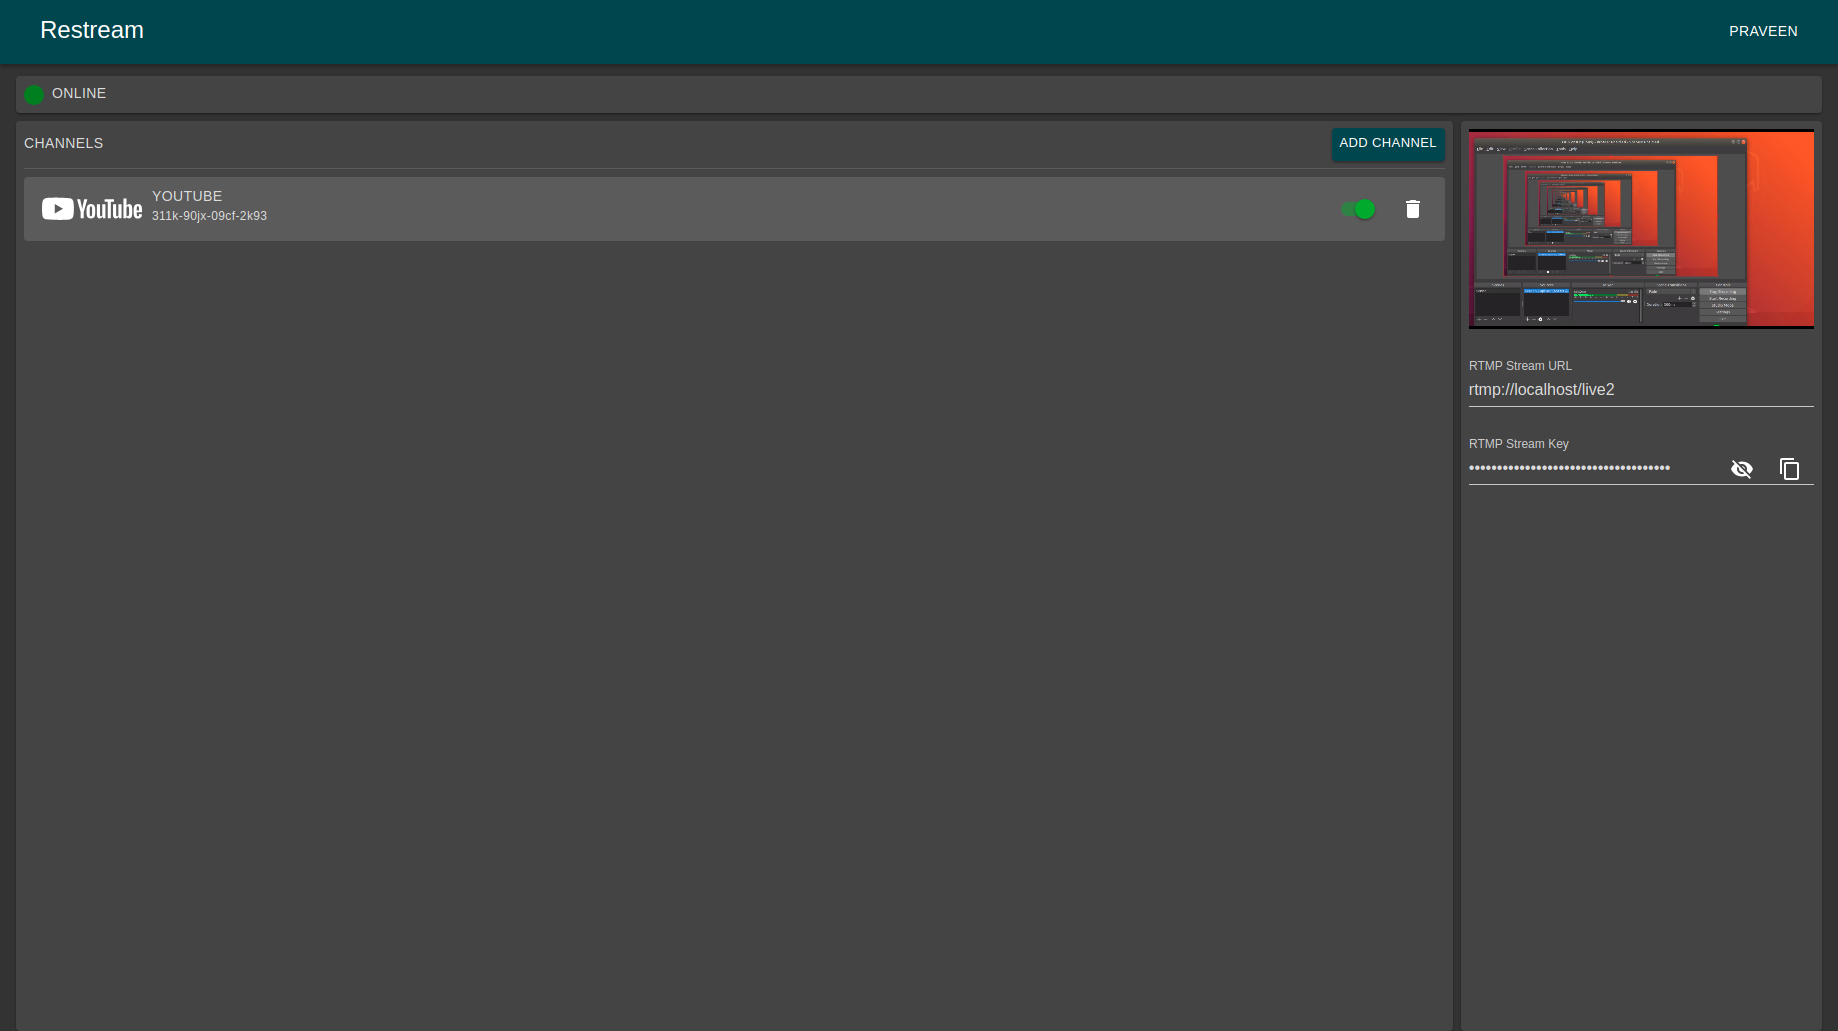 Restream
PRAVEEN
ONLINE
CHANNELS
ADD CHANNEL
YouTube
YOUTUBE
311k-90jx-09cf-2k93
RTMP Stream URL
rtmp://localhost/live2
RTMP Stream Key
••••••••••••••••••••••••••••••••••••